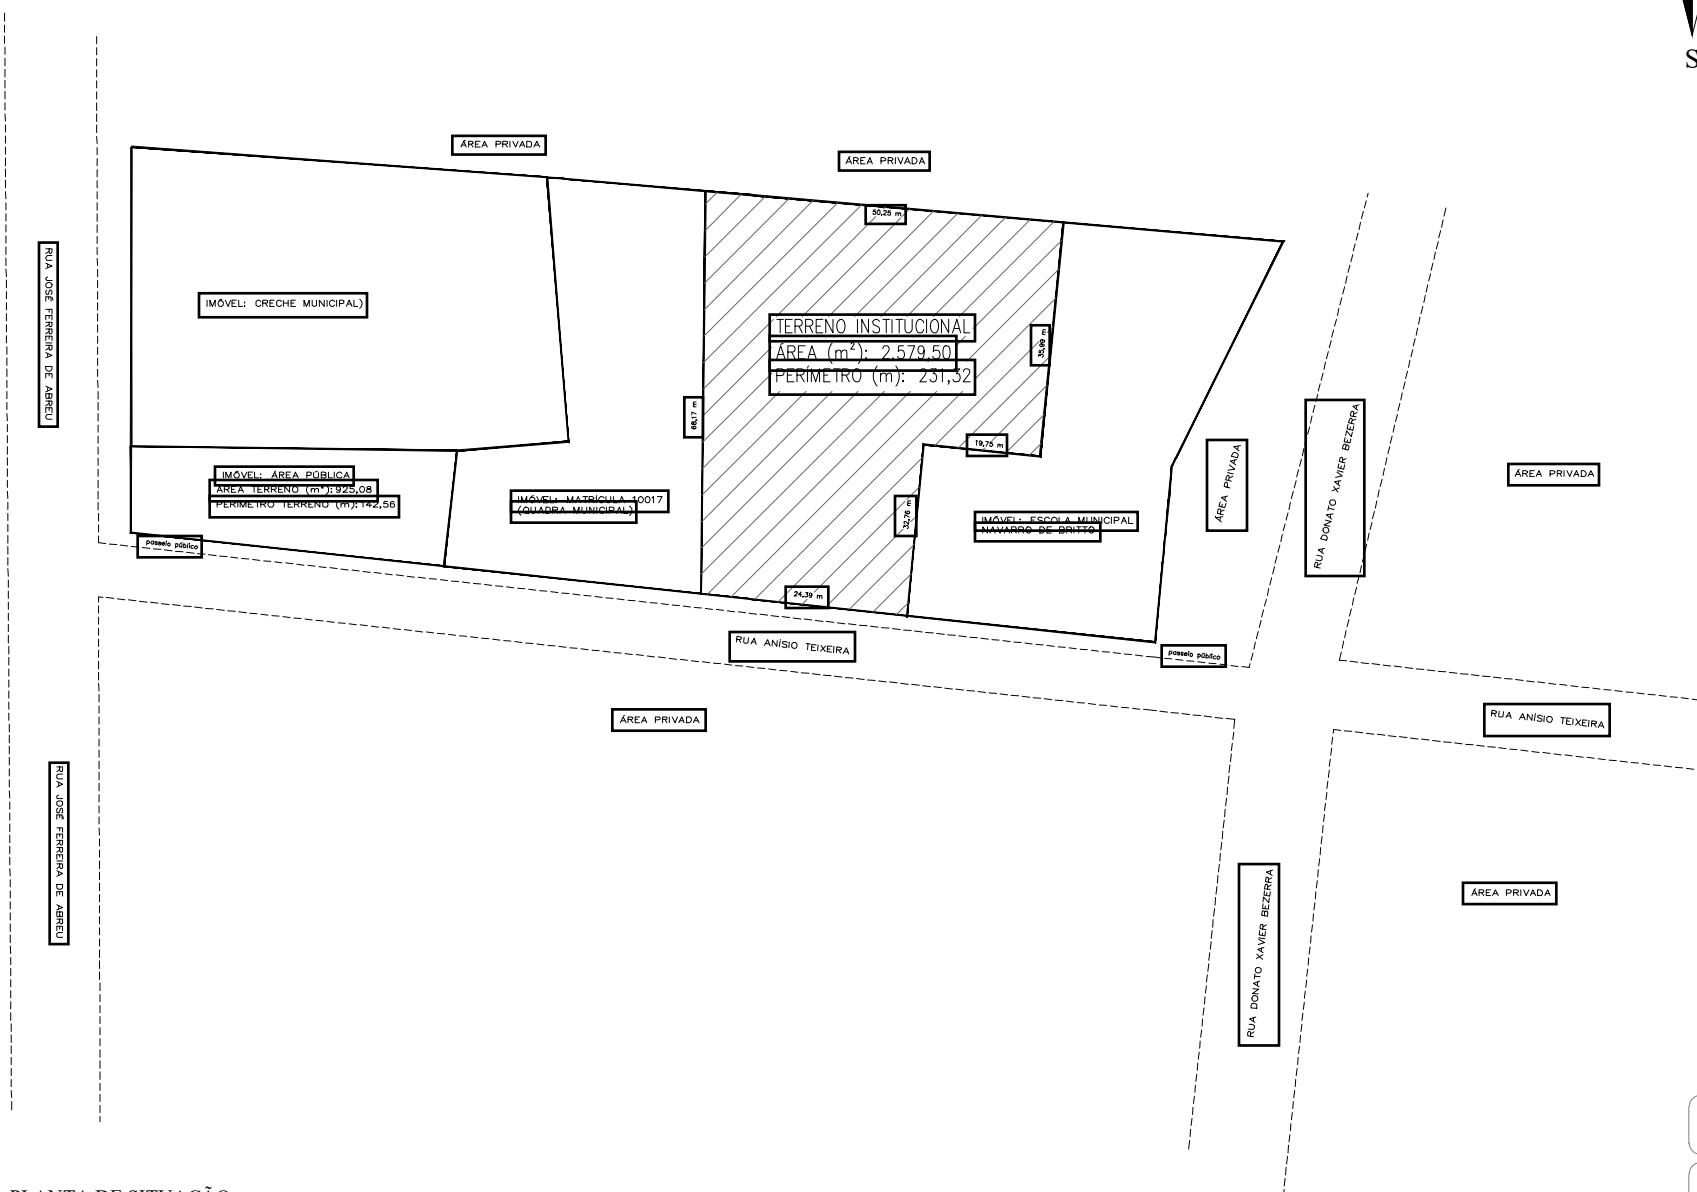 S
ÁREA PRIVADA
ÁREA PRIVADA
50,25 m
RUA JOSÉ FERREIRA DE ABREU
IMÓVEL: CRECHE MUNICIPAL)
TERRENO INSTITUCIONAL
ÁREA (m²): 2.579,50
PERÍMETRO (m): 231,32
35,99 m
68,17 m
19,75 m
RUA DONATO XAVIER BEZERRA
ÁREA PRIVADA
ÁREA PRIVADA
IMÓVEL: ÁREA PÚBLICA
ÁREA TERRENO (m²): 925,08
PERÍMETRO TERRENO (m): 142,56
IMÓVEL: MATRÍCULA 10017
(QUADRA MUNICIPAL)
32,76 m
IMÓVEL: ESCOLA MUNICIPAL
NAVARRO DE BRITTO
passeio público
24,39 m
RUA ANÍSIO TEIXEIRA
passeio público
ÁREA PRIVADA
RUA ANÍSIO TEIXEIRA
RUA JOSÉ FERREIRA DE ABREU
RUA DONATO XAVIER BEZERRA
ÁREA PRIVADA
PLANTA DE SITUAÇÃO